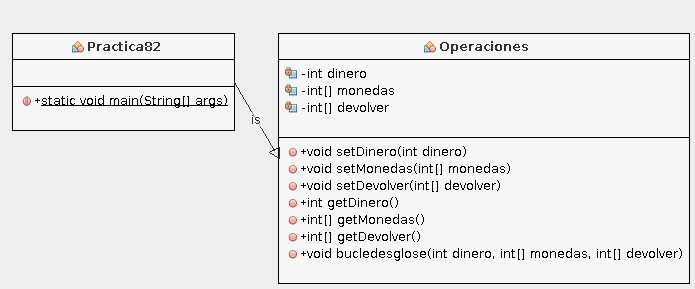 Practica82
+static void main(String[] args)
is
Operaciones
-int dinero
-int[] monedas
-int[] devolver
+void setDinero(int dinero)
+void setMonedas(int[] monedas)
+void setDevolver(int[] devolver)
+int getDinero()
+int[] getMonedas()
+int[] getDevolver()
+void bucledesglose(int dinero, int[] monedas, int[] devolver)